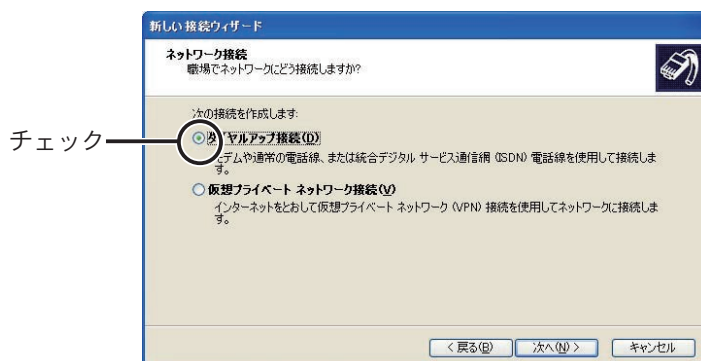 新しい接続ウィザード
ネットワーク接続
職場でネットワークにどう接続しますか?
次の接続を作成します:
チェック
ダイヤルアップ接続(D)
モデムや通常の電話線、または統合デジタル サービス通信網 (ISDN) 電話線を使用して接続しま
す。
仮想プライベート ネットワーク接続(V)
インターネットをとおして仮想プライベート ネットワーク (VPN) 接続を使用してネットワークに接続しま
す。
< 戻る(B)
次へ(N) >
キャンセル